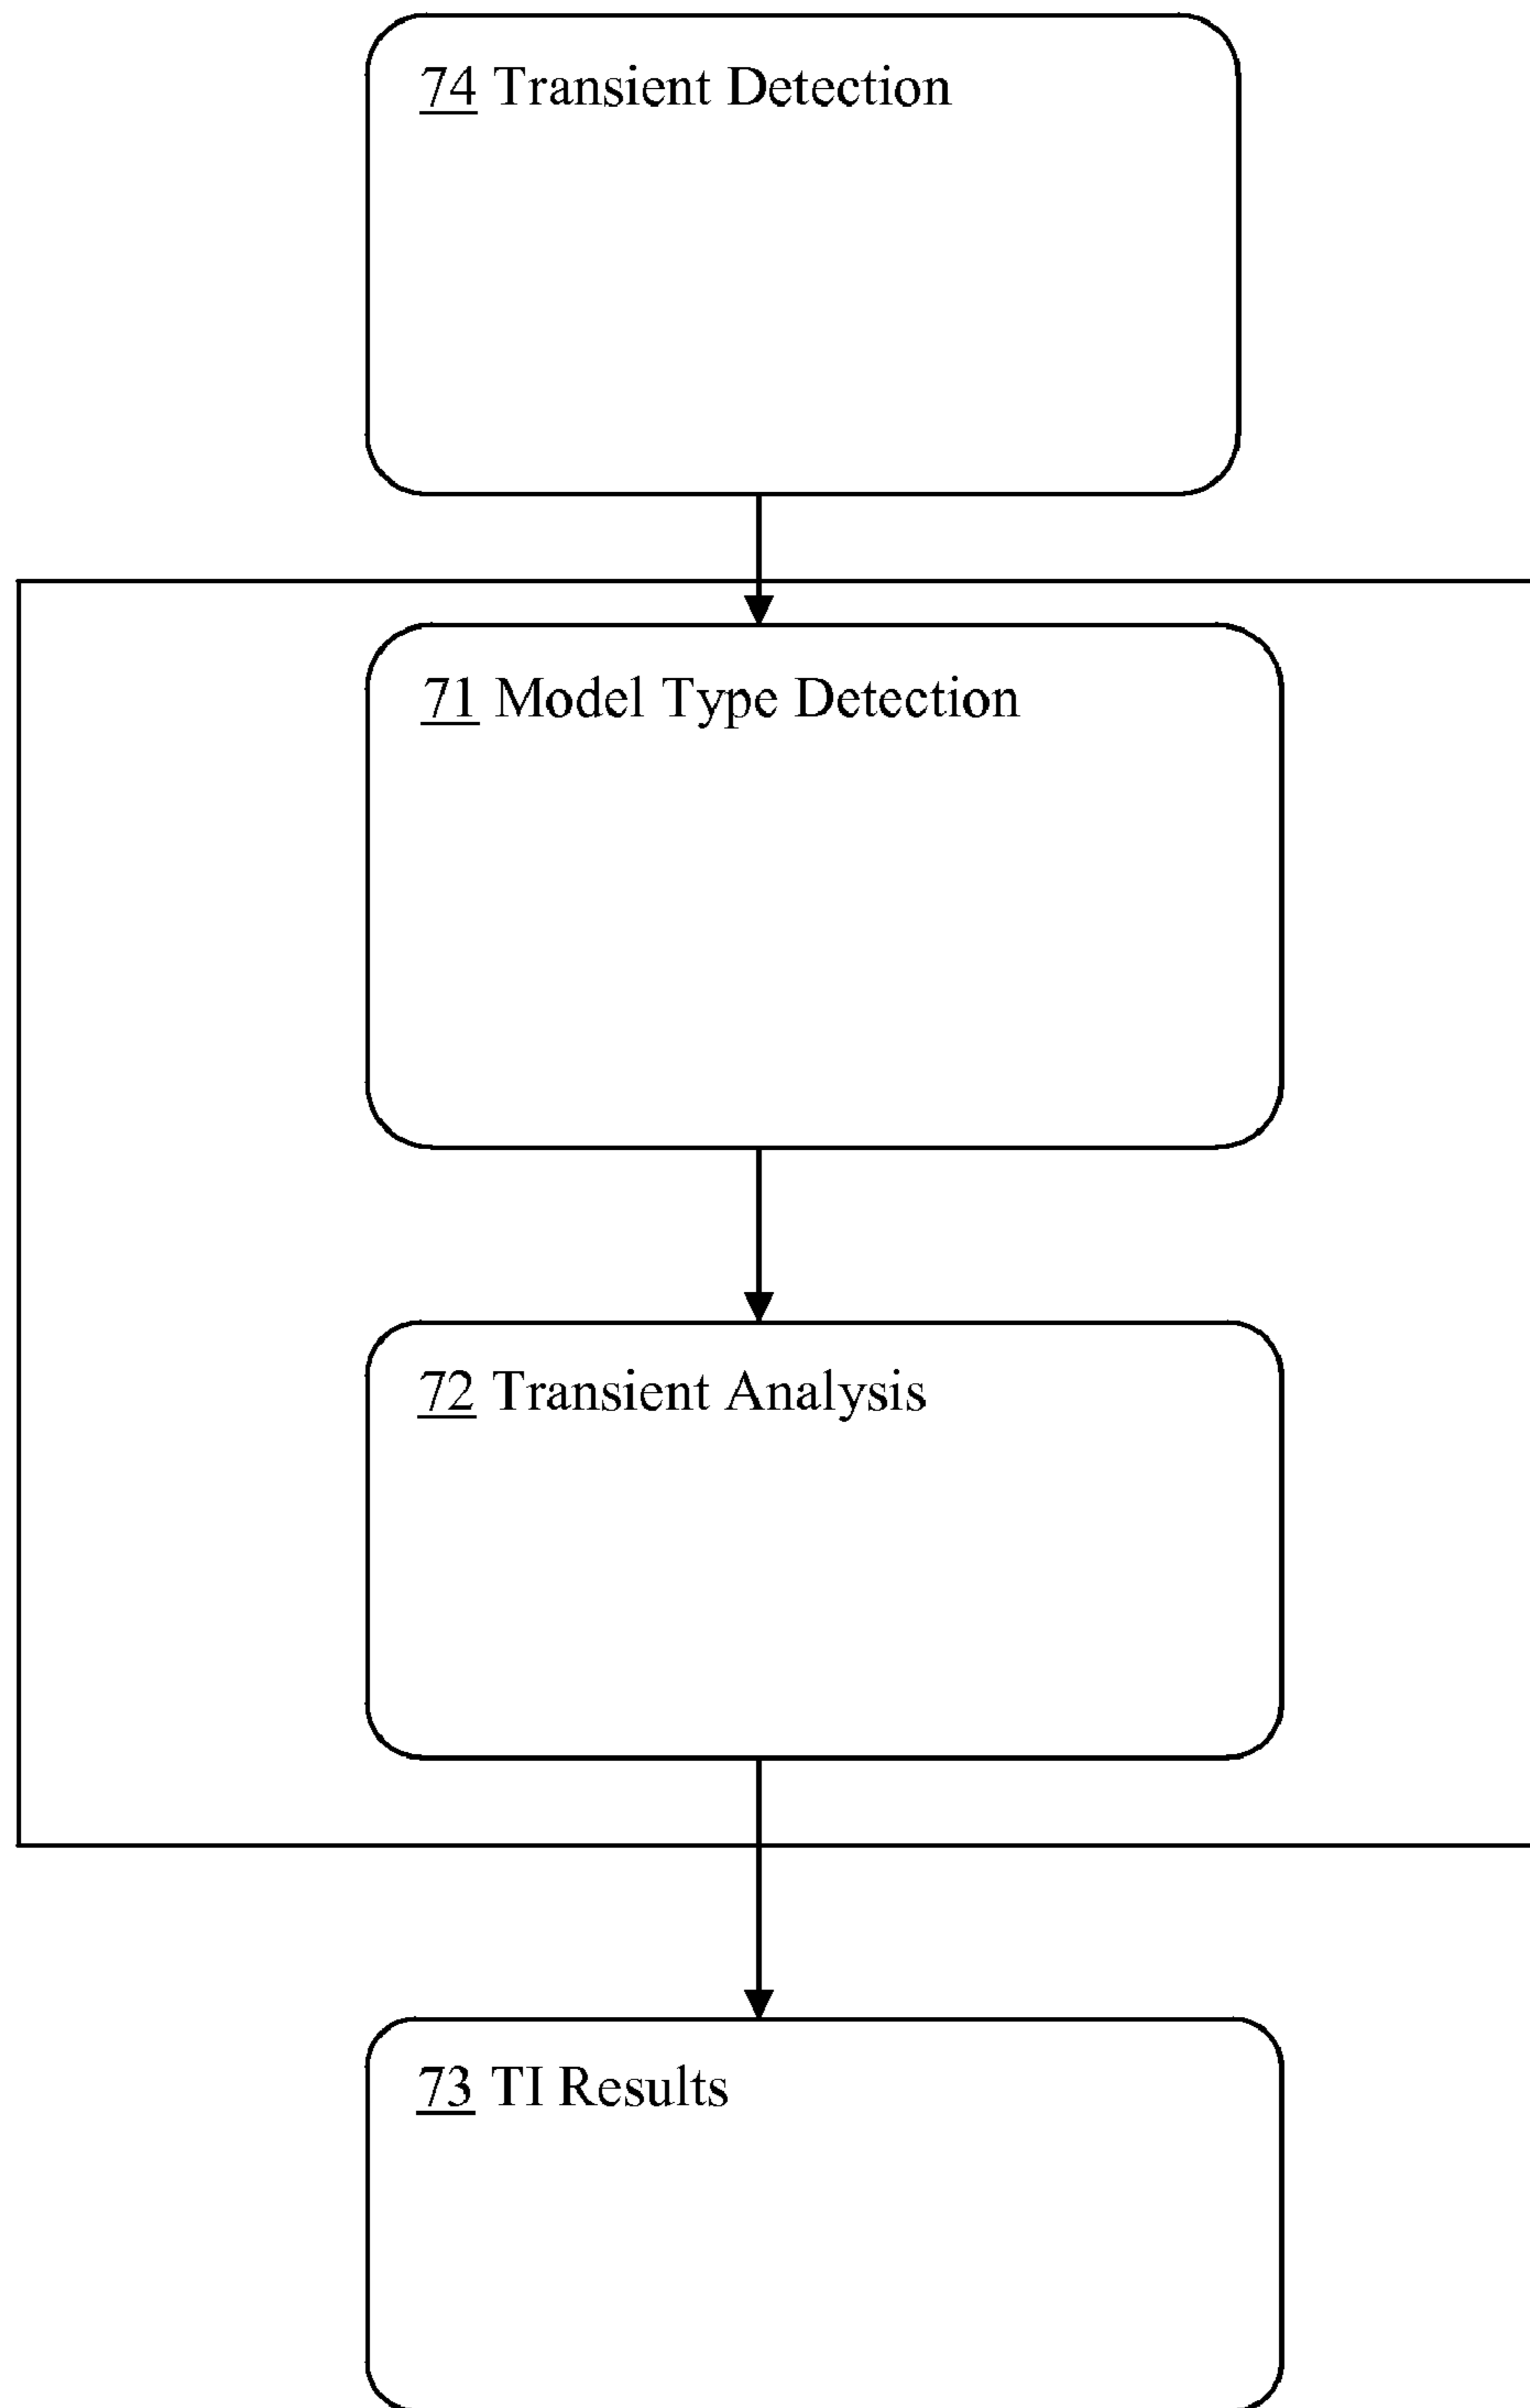 74 Transient Detection
71 Model Type Detection
72 Transient Analysis
73 TI Results